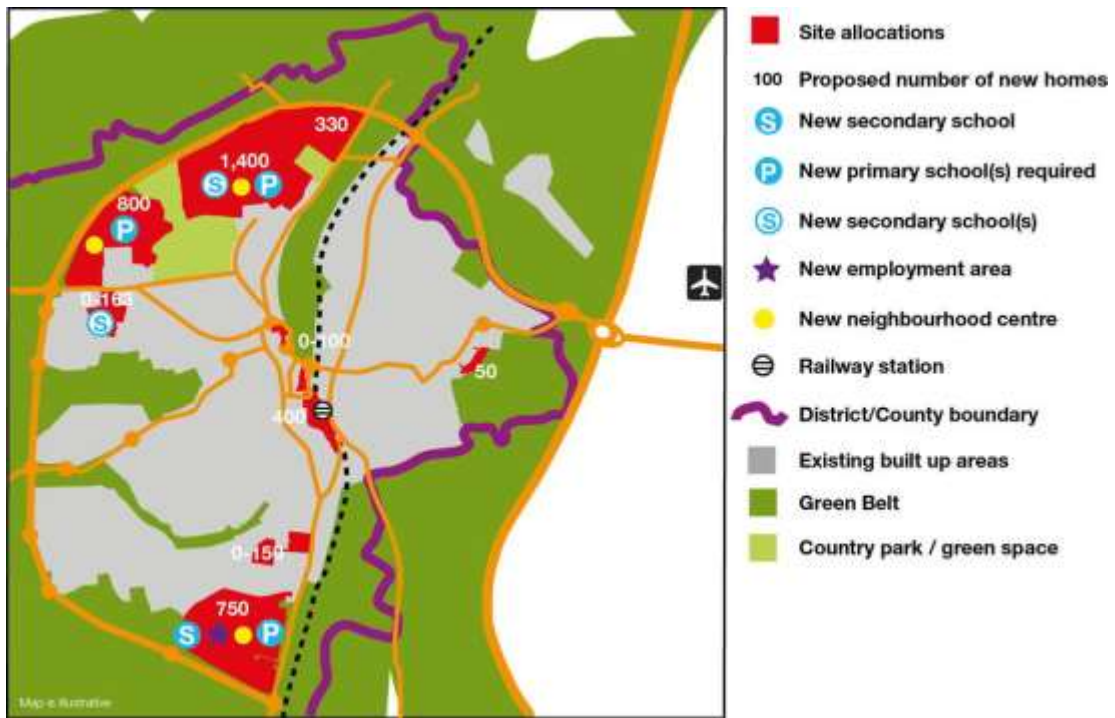 330
1,400
S
P
800
P
0-163
S
0-100
50
400
0-150
750
S
P
Map is illustrative
Site allocations
100 Proposed number of new homes
S New secondary school
P New primary school(s) required
S New secondary school(s)
New employment area
New neighbourhood centre
Railway station
District/County boundary
Existing built up areas
Green Belt
Country park / green space